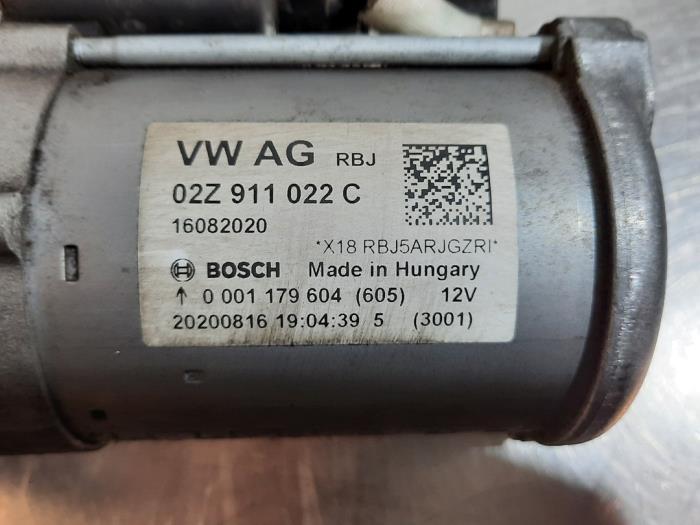 VW AG RBJ
02Z 911 022 C
16082020
*X18 RBJ5ARJGZRI*
BOSCH Made in Hungary
↑ 0 001 179 604 (605) 12V
20200816 19:04:39 5 (3001)